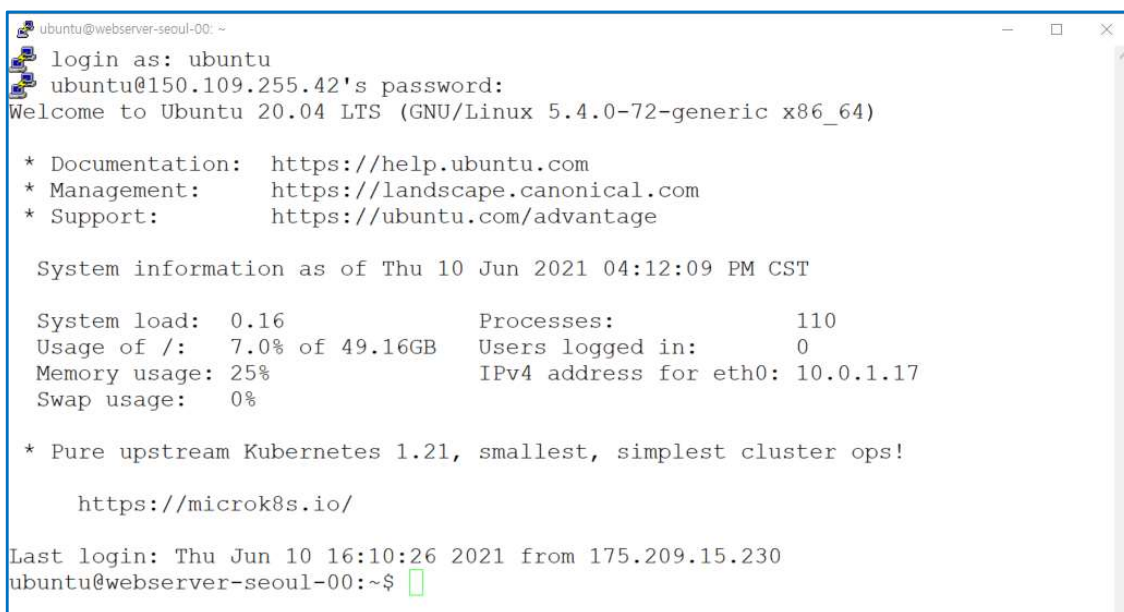 ubuntu@webserver-seoul-00: ~
login as: ubuntu
ubuntu@150.109.255.42's password:
Welcome to Ubuntu 20.04 LTS (GNU/Linux 5.4.0-72-generic x86_64)
* Documentation:  https://help.ubuntu.com
* Management:     https://landscape.canonical.com
* Support:        https://ubuntu.com/advantage
System information as of Thu 10 Jun 2021 04:12:09 PM CST
System load:  0.16               Processes:             110
Usage of /:   7.0% of 49.16GB   Users logged in:       0
Memory usage: 25%                IPv4 address for eth0: 10.0.1.17
Swap usage:   0%
* Pure upstream Kubernetes 1.21, smallest, simplest cluster ops!
https://microk8s.io/
Last login: Thu Jun 10 16:10:26 2021 from 175.209.15.230
ubuntu@webserver-seoul-00:~$